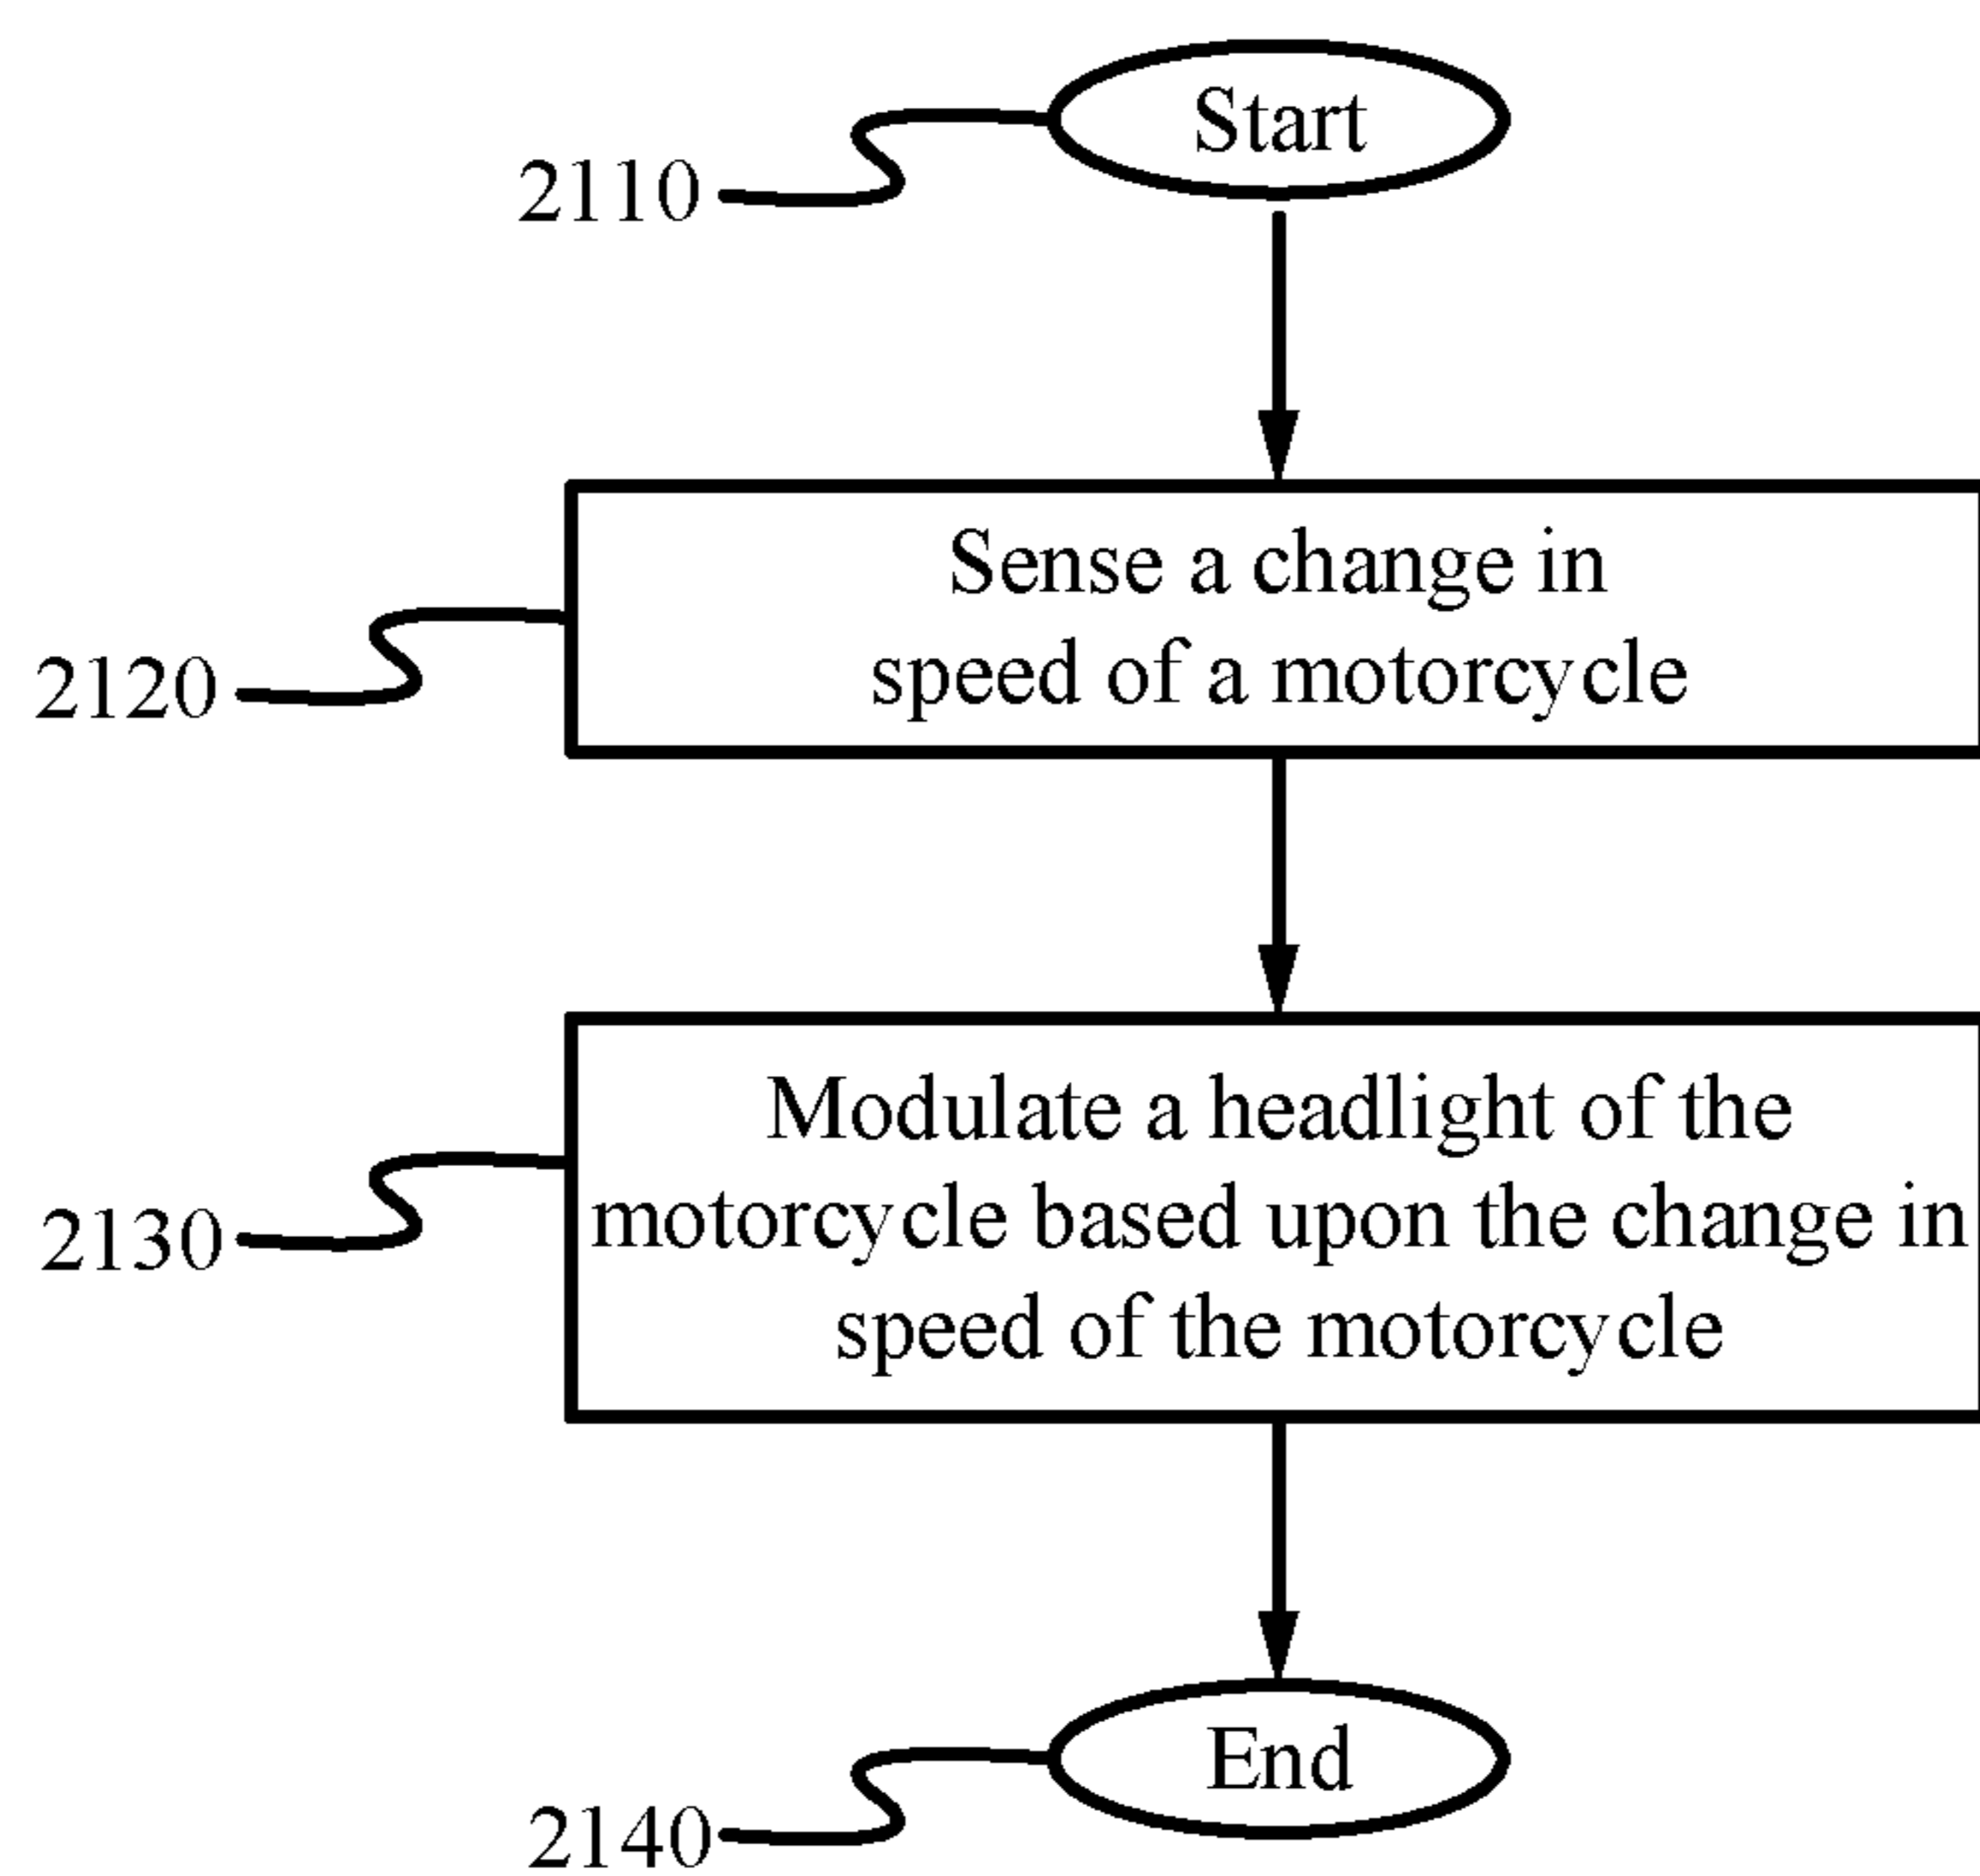 Start
2110
Sense a change in
speed of a motorcycle
2120
Modulate a headlight of the
motorcycle based upon the change in
speed of the motorcycle
2130
End
2140